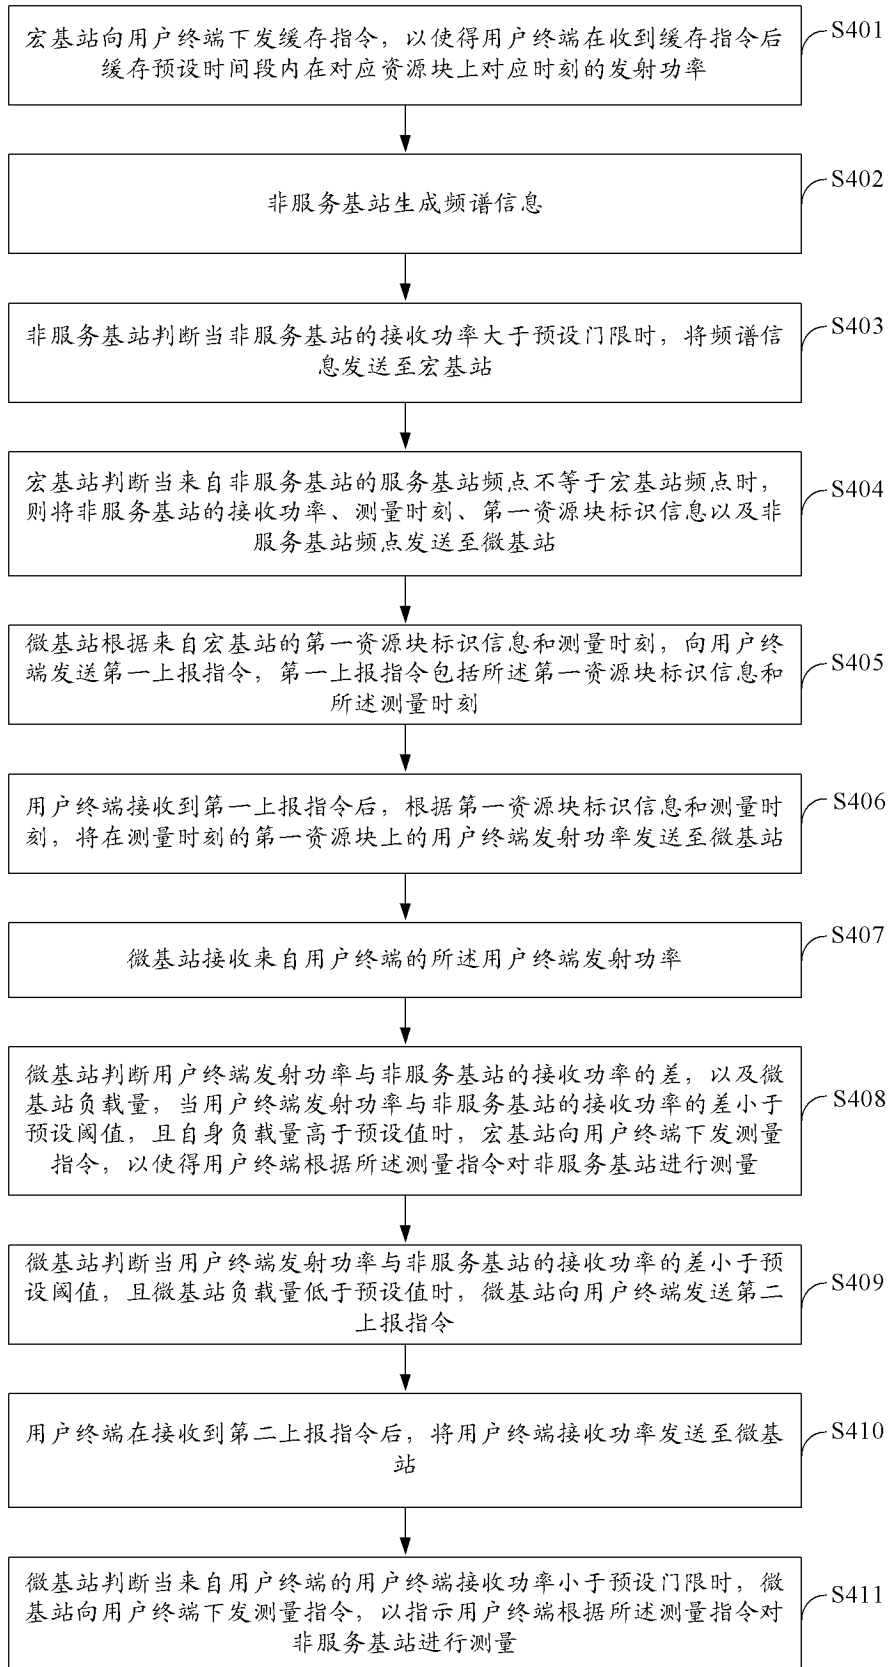 宏基站向用户终端下发缓存指令，以使得用户终端在收到缓存指令后
缓存预设时间段内在对应资源块上对应时刻的发射功率
S401
非服务基站生成频谱信息
S402
非服务基站判断当非服务基站的接收功率大于预设门限时，将频谱信
息发送至宏基站
S403
宏基站判断当来自非服务基站的服务基站频点不等于宏基站频点时，
则将非服务基站的接收功率、测量时刻、第一资源块标识信息以及非
服务基站频点发送至微基站
S404
微基站根据来自宏基站的第一资源块标识信息和测量时刻，向用户终
端发送第一上报指令，第一上报指令包括所述第一资源块标识信息和
所述测量时刻
S405
用户终端接收到第一上报指令后，根据第一资源块标识信息和测量时
刻，将在测量时刻的第一资源块上的用户终端发射功率发送至微基站
S406
微基站接收来自用户终端的所述用户终端发射功率
S407
微基站判断用户终端发射功率与非服务基站的接收功率的差，以及微
基站负载量，当用户终端发射功率与非服务基站的接收功率的差小于
预设阈值，且自身负载量高于预设值时，宏基站向用户终端下发测量
指令，以使得用户终端根据所述测量指令对非服务基站进行测量
S408
微基站判断当用户终端发射功率与非服务基站的接收功率的差小于预
设阈值，且微基站负载量低于预设值时，微基站向用户终端发送第二
上报指令
S409
用户终端在接收到第二上报指令后，将用户终端接收功率发送至微基
站
S410
微基站判断当来自用户终端的用户终端接收功率小于预设门限时，微
基站向用户终端下发测量指令，以指示用户终端根据所述测量指令对
非服务基站进行测量
S411